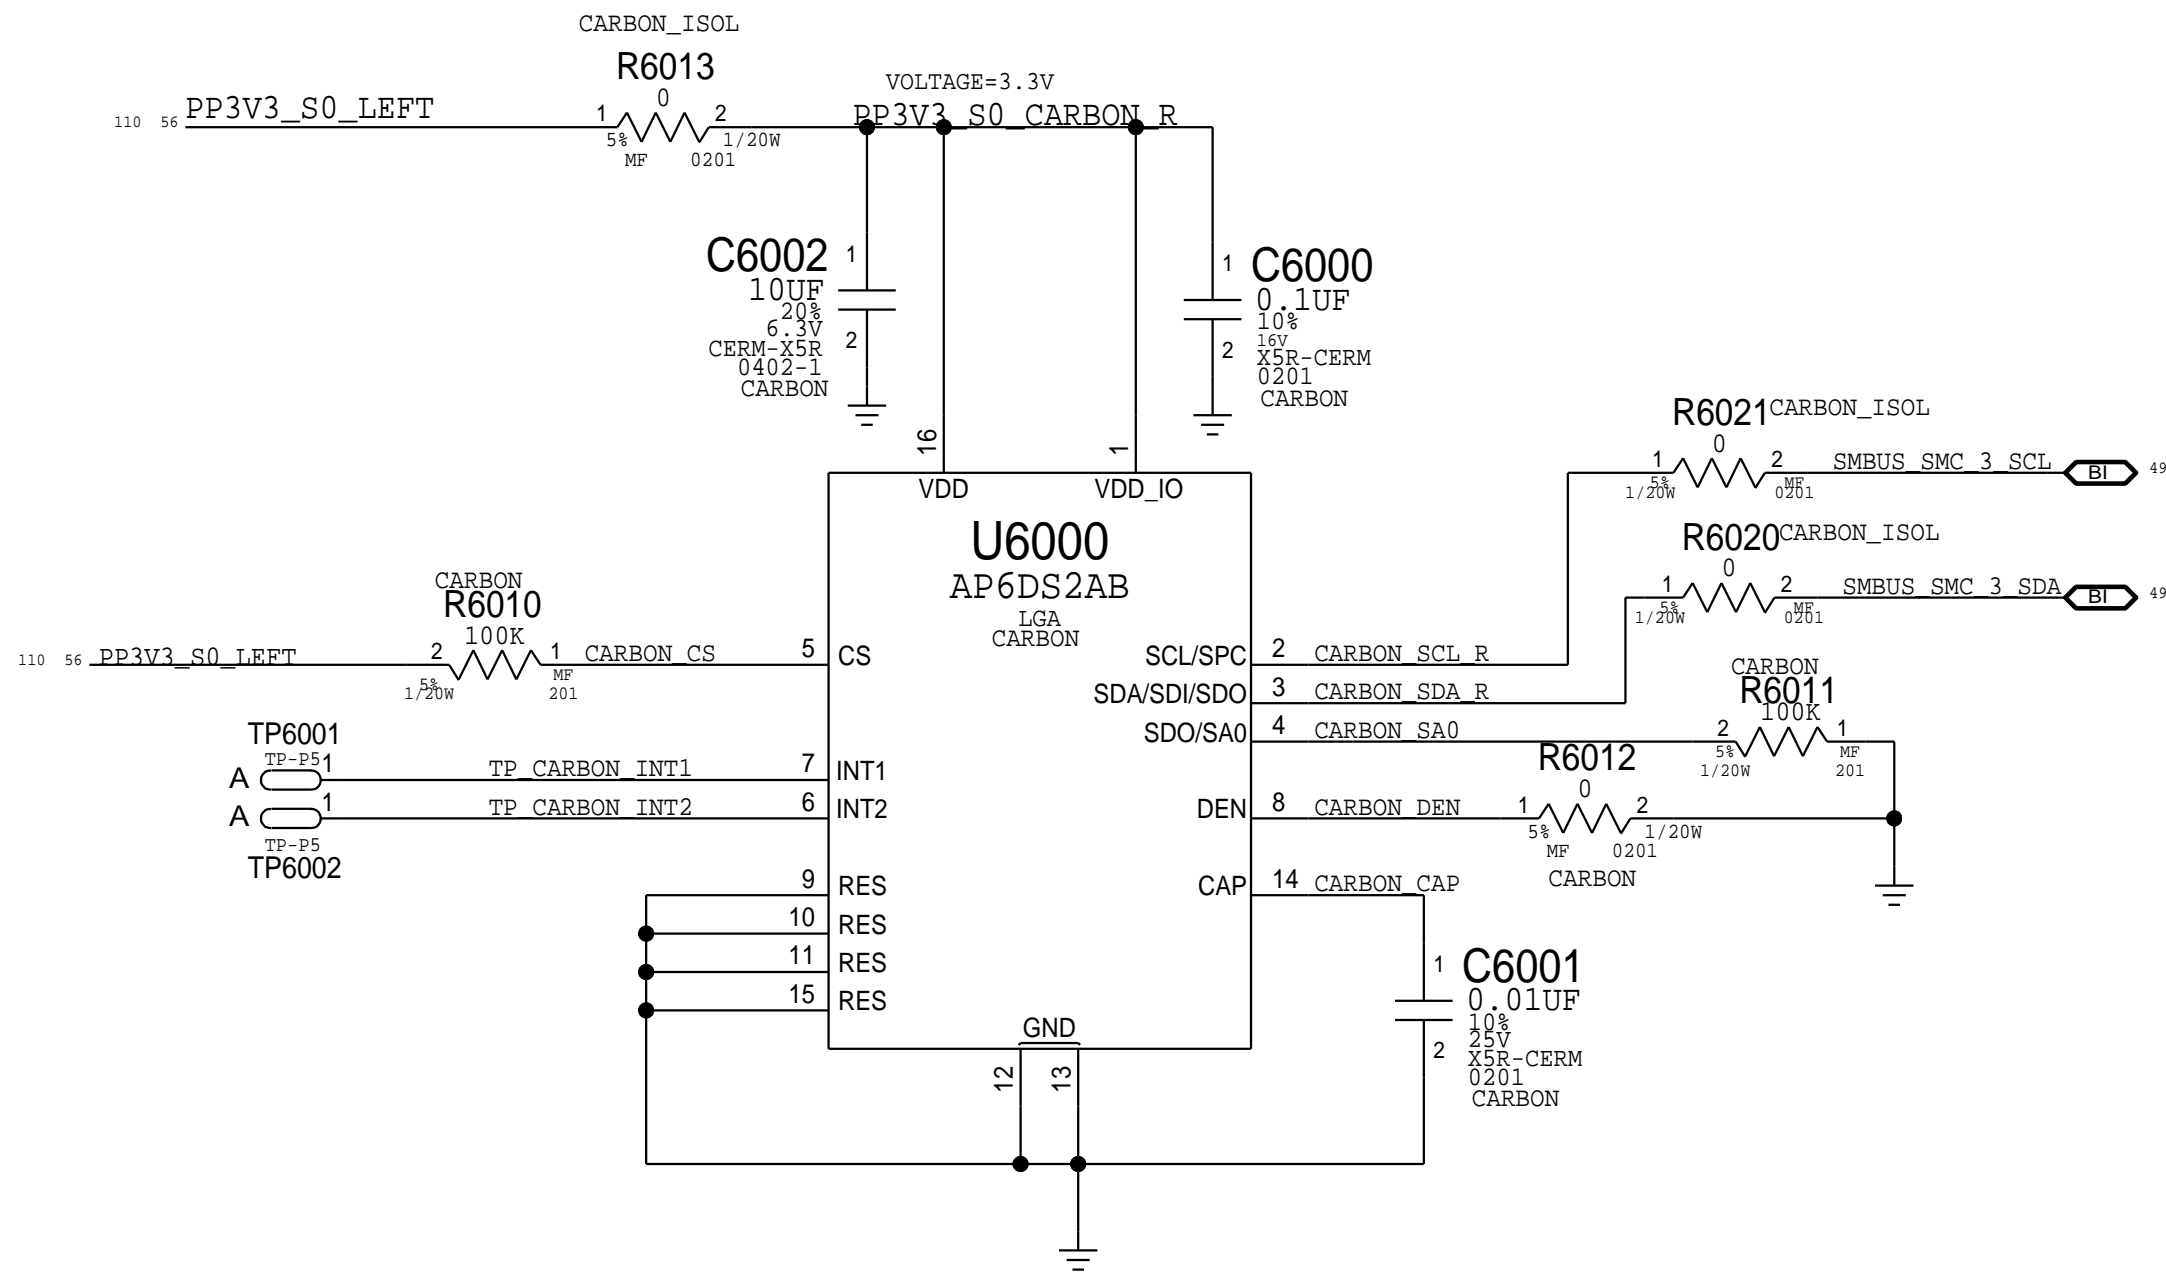 CARBON_ISOL
R6013
0
VOLTAGE=3.3V
110 56 PP3V3_S0_LEFT
1 2
PP3V3_S0_CARBON_R
5% 1/20W
MF 0201
C6002 1
10UF
20%
6.3V
2
CERM-X5R
0402-1
CARBON
1 C6000
0.1UF
10%
16V
2
X5R-CERM
0201
CARBON
16 1
VDD VDD_IO
U6000
AP6DS2AB
LGA
CARBON
R6021 CARBON_ISOL
0
1 2 SMBUS_SMC_3_SCL BI 49
5% MF
1/20W 0201
R6020 CARBON_ISOL
0
1 2 SMBUS_SMC_3_SDA BI 49
5% MF
1/20W 0201
CARBON
R6010
100K
110 56 PP3V3_S0_LEFT 2 1 CARBON_CS 5 CS
5% MF
1/20W 201
SCL/SPC 2 CARBON_SCL_R
SDA/SDI/SDO 3 CARBON_SDA_R
SDO/SA0 4 CARBON_SA0
CARBON
R6011
100K
2 1
5% MF
1/20W 201
TP6001
TP-P5
A 1 TP_CARBON_INT1 7 INT1
A 1 TP_CARBON_INT2 6 INT2
TP-P5
TP6002
R6012
0
DEN 8 CARBON_DEN 1 2
5% 1/20W
MF 0201
CARBON
9 RES
10 RES
11 RES
15 RES
CAP 14 CARBON_CAP
1 C6001
0.01UF
10%
25V
2
X5R-CERM
0201
CARBON
GND
12 13